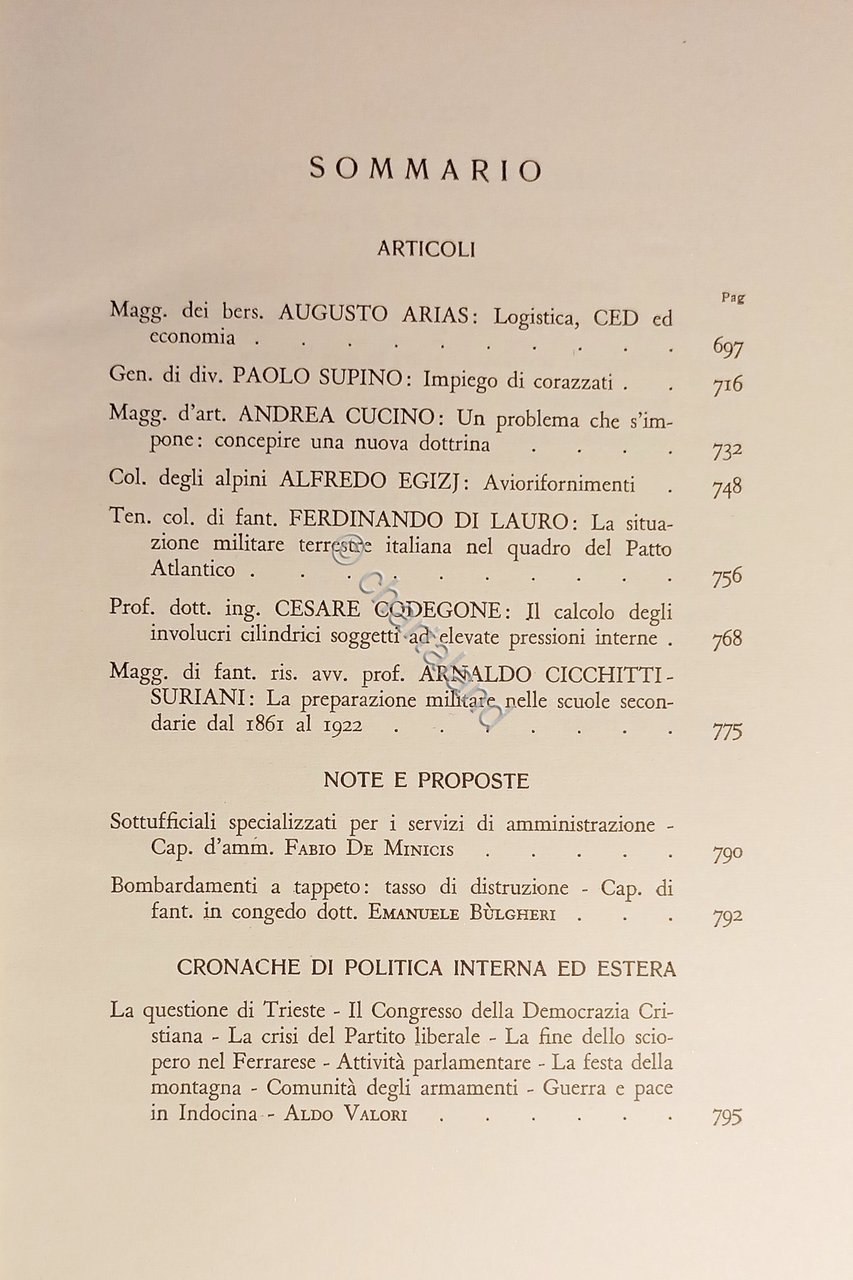 SOMMARIO
ARTICOLI
Pag
Magg. dei bers. AUGUSTO ARIAS: Logistica, CED ed
economia . . . . . . . . . 697
Gen. di div. PAOLO SUPINO: Impiego di corazzati . . 716
Magg. d'art. ANDREA CUCINO: Un problema che s'im-
pone: concepire una nuova dottrina . . . . 732
Col. degli alpini ALFREDO EGIZJ: Aviorifornimenti . 748
Ten. col. di fant. FERDINANDO DI LAURO: La situa-
zione militare terrestre italiana nel quadro del Patto
Atlantico . . . . . . . . . 756
Prof. dott. ing. CESARE CODEGONE: Il calcolo degli
involucri cilindrici soggetti ad elevate pressioni interne . 768
Magg. di fant. ris. avv. prof. ARNALDO CICCHITTI-
SURIANI: La preparazione militare nelle scuole secon-
darie dal 1861 al 1922 . . . . . . . 775
NOTE E PROPOSTE
Sottufficiali specializzati per i servizi di amministrazione -
Cap. d'amm. FABIO DE MINICIS . . . . . 790
Bombardamenti a tappeto: tasso di distruzione - Cap. di
fant. in congedo dott. EMANUELE BÙLGHERI . . . 792
CRONACHE DI POLITICA INTERNA ED ESTERA
La questione di Trieste - Il Congresso della Democrazia Cri-
stiana - La crisi del Partito liberale - La fine dello scio-
pero nel Ferrarese - Attività parlamentare - La festa della
montagna - Comunità degli armamenti - Guerra e pace
in Indocina - ALDO VALORI . . . . . . 795
© chartaland